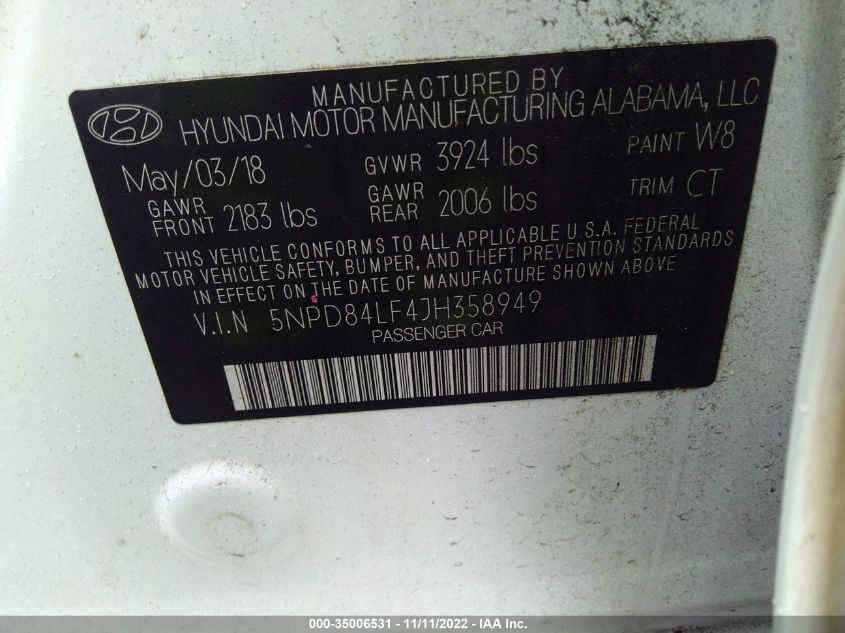 MANUFACTURED BY
HYUNDAI MOTOR MANUFACTURING ALABAMA, LLC
May/03/18 GVWR 3924 lbs PAINT W8
GAWR FRONT 2183 lbs GAWR REAR 2006 lbs TRIM CT
THIS VEHICLE CONFORMS TO ALL APPLICABLE U.S.A. FEDERAL
MOTOR VEHICLE SAFETY, BUMPER, AND THEFT PREVENTION STANDARDS
IN EFFECT ON THE DATE OF MANUFACTURE SHOWN ABOVE
V.I.N 5NPD84LF4JH358949
PASSENGER CAR
000-35006531 - 11/11/2022 - IAA Inc.